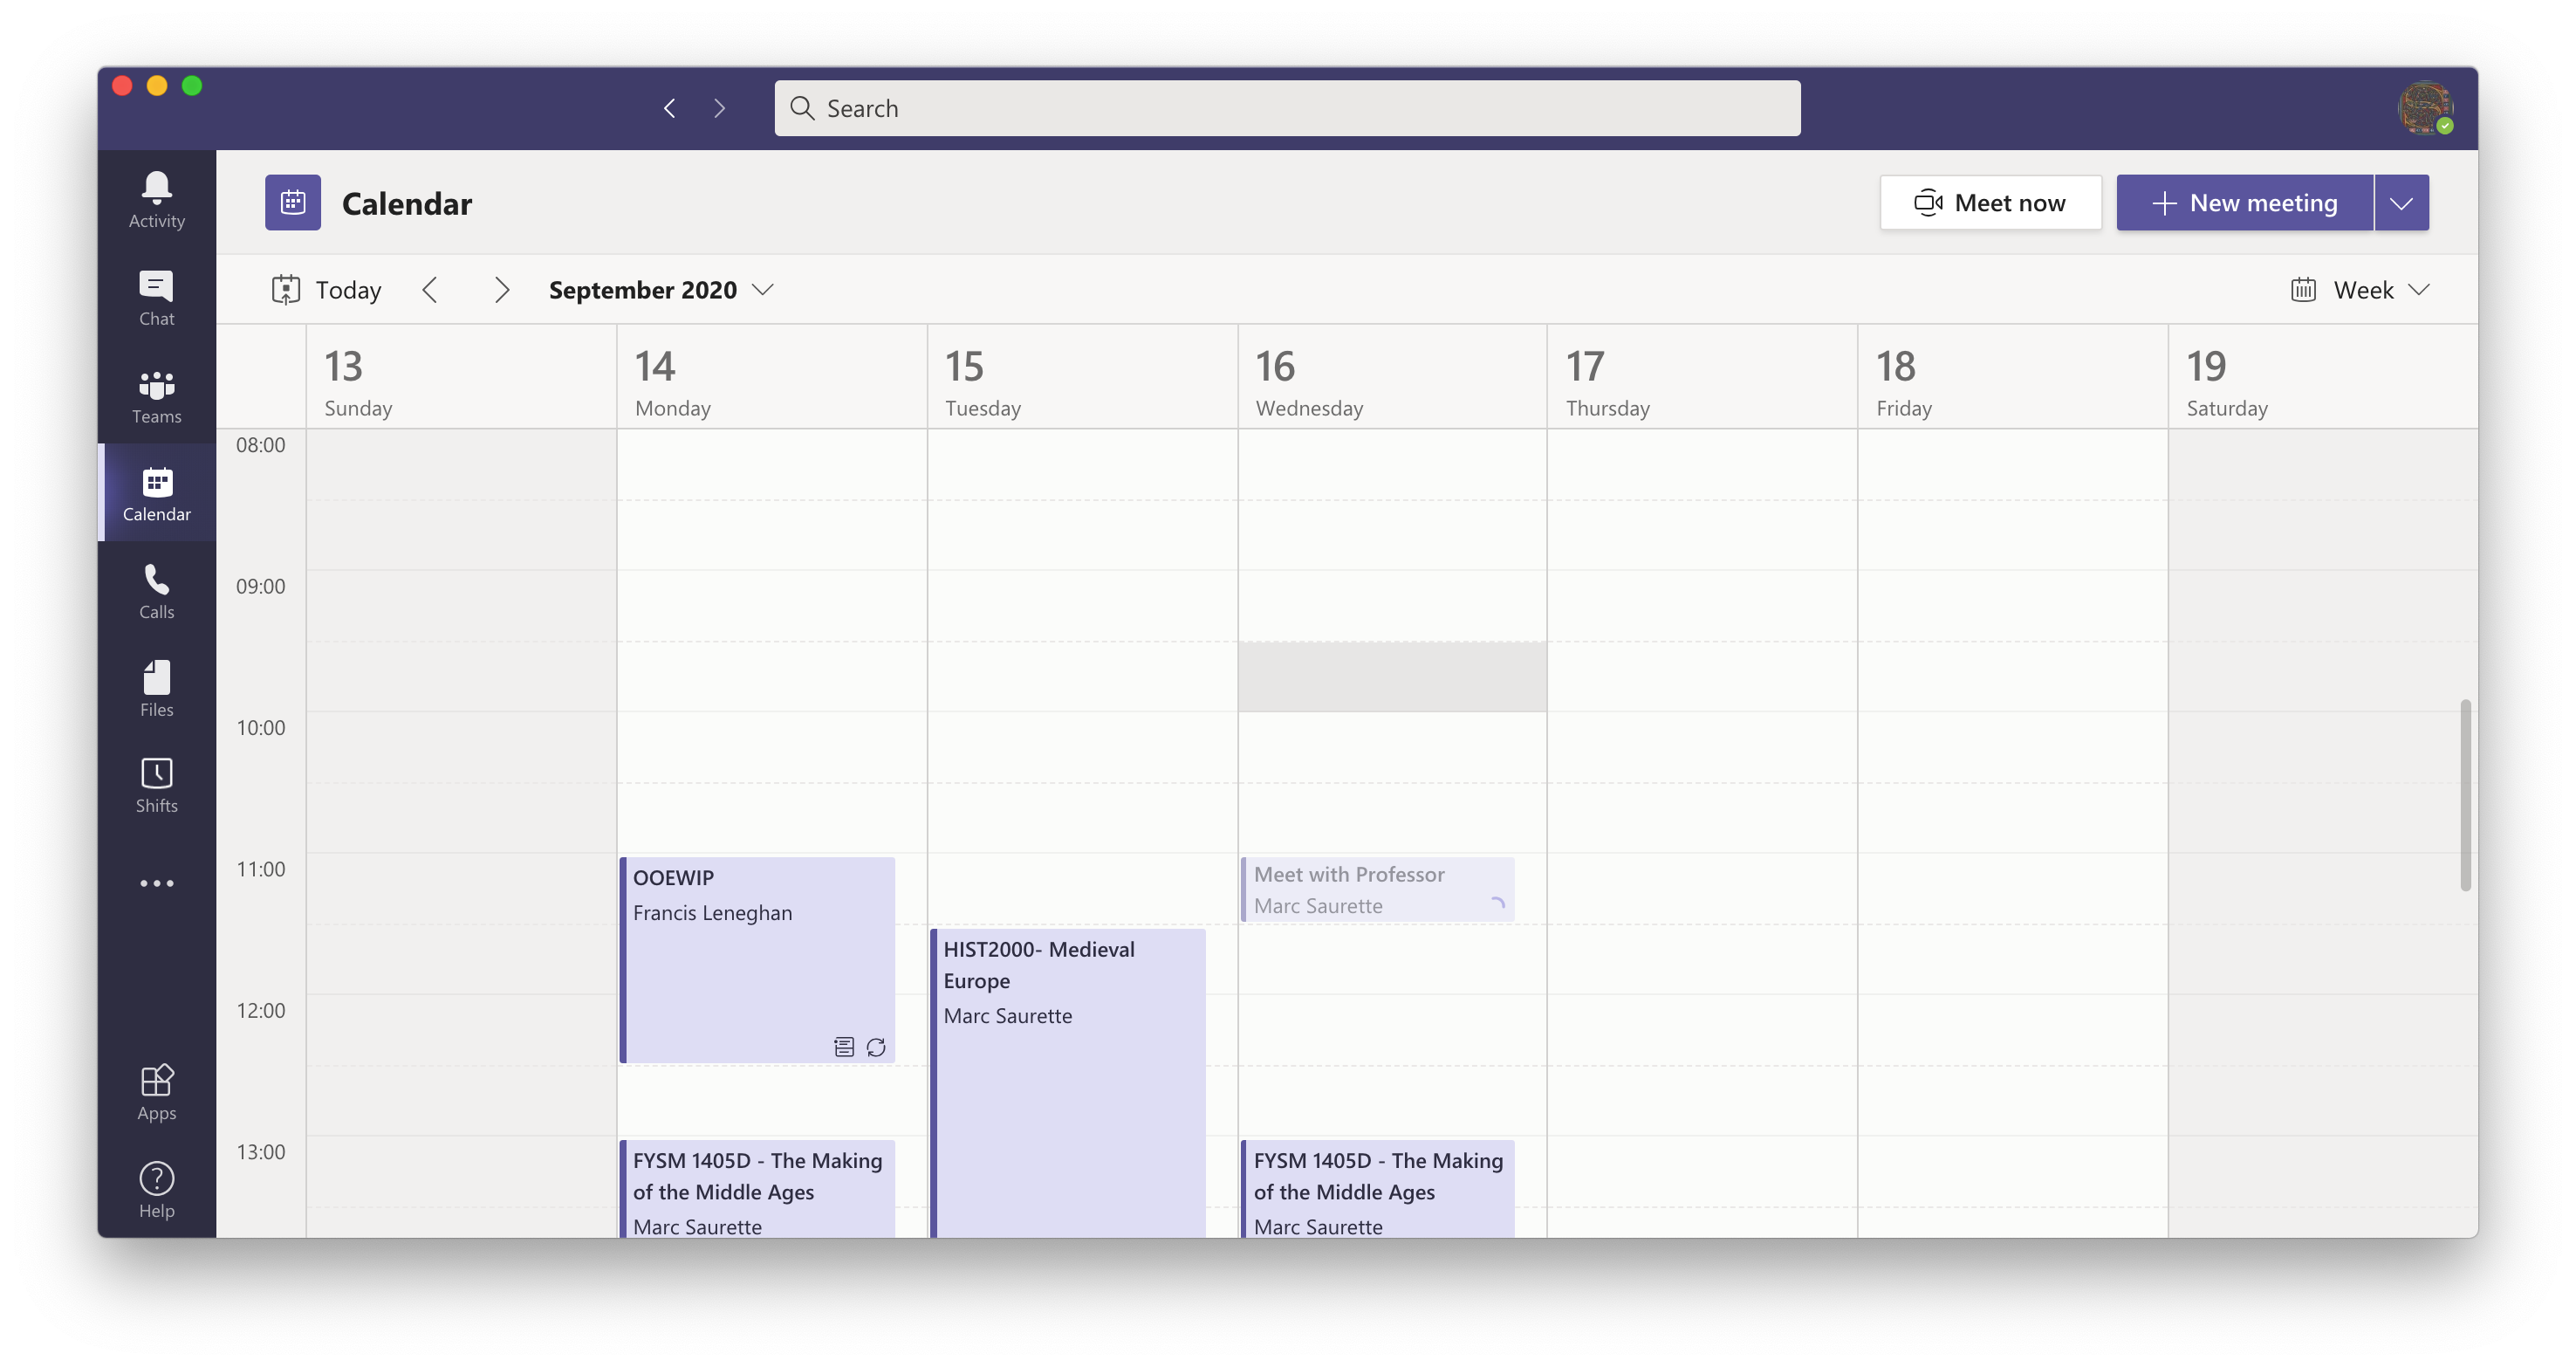 Search
Activity
Chat
Teams
Calendar
Calls
Files
Shifts
Apps
Help
Calendar
Meet now
New meeting
Today
September 2020
Week
13
Sunday
14
Monday
15
Tuesday
16
Wednesday
17
Thursday
18
Friday
19
Saturday
08:00
09:00
10:00
11:00
12:00
13:00
OOEWIP
Francis Leneghan
FYSM 1405D - The Making
of the Middle Ages
Marc Saurette
HIST2000- Medieval
Europe
Marc Saurette
Meet with Professor
Marc Saurette
FYSM 1405D - The Making
of the Middle Ages
Marc Saurette